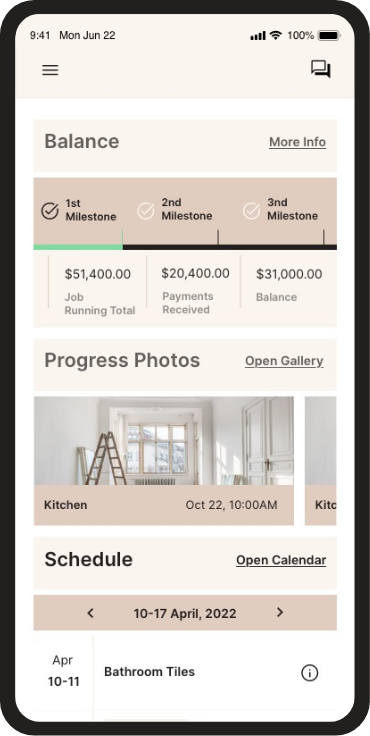 9:41 Mon Jun 22 100%
Balance More Info
1st Milestone
2nd Milestone
3nd Milestone
$51,400.00 $20,400.00 $31,000.00
Job Running Total
Payments Received
Balance
Progress Photos Open Gallery
Kitchen Oct 22, 10:00AM Kitc
Schedule Open Calendar
10-17 April, 2022
Apr
10-11
Bathroom Tiles